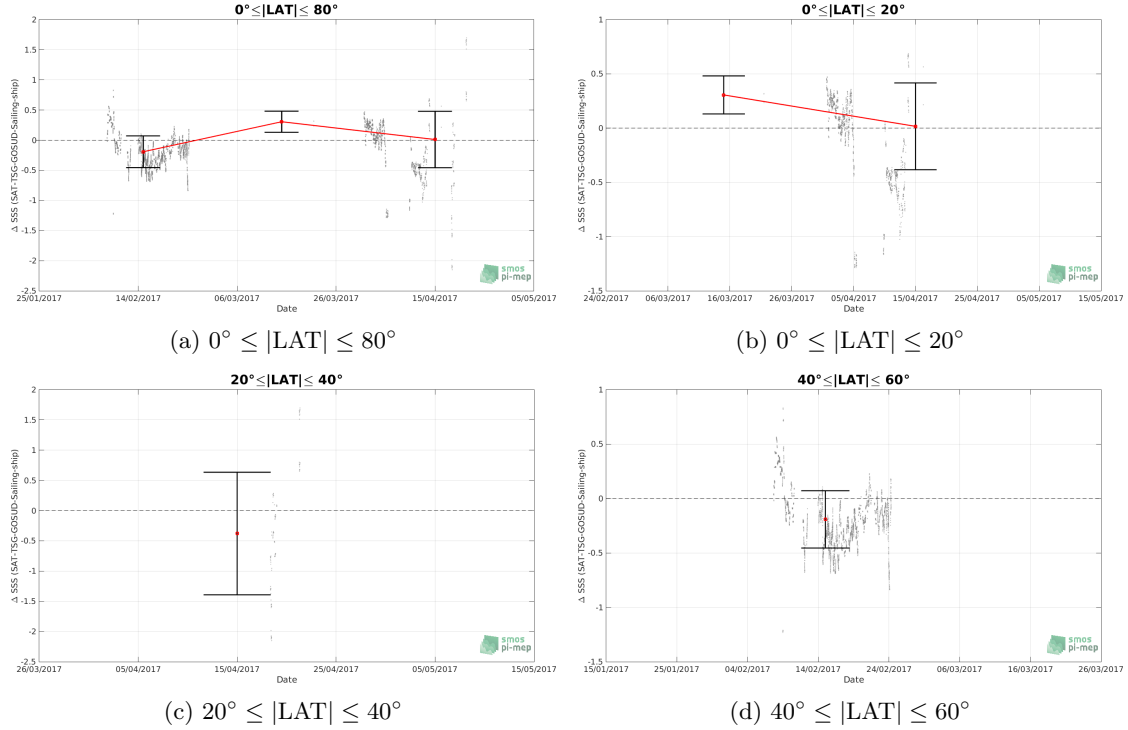 0°≤|LAT|≤ 80°
2
1.5
1
0.5
0
-0.5
-1
-1.5
-2
-2.5
Δ SSS (SAT-TSG-GOSUD-Sailing-ship)
25/01/2017 14/02/2017 06/03/2017 26/03/2017 15/04/2017 05/05/2017
Date
smos
pi-mep
(a) 0° ≤ |LAT| ≤ 80°
0°≤|LAT|≤ 20°
1
0.5
0
-0.5
-1
-1.5
Δ SSS (SAT-TSG-GOSUD-Sailing-ship)
24/02/2017 06/03/2017 16/03/2017 26/03/2017 05/04/2017 15/04/2017 25/04/2017 05/05/2017 15/05/2017
Date
smos
pi-mep
(b) 0° ≤ |LAT| ≤ 20°
20°≤|LAT|≤ 40°
2
1.5
1
0.5
0
-0.5
-1
-1.5
-2
-2.5
Δ SSS (SAT-TSG-GOSUD-Sailing-ship)
26/03/2017 05/04/2017 15/04/2017 25/04/2017 05/05/2017 15/05/2017
Date
smos
pi-mep
(c) 20° ≤ |LAT| ≤ 40°
40°≤|LAT|≤ 60°
1
0.5
0
-0.5
-1
-1.5
Δ SSS (SAT-TSG-GOSUD-Sailing-ship)
15/01/2017 25/01/2017 04/02/2017 14/02/2017 24/02/2017 06/03/2017 16/03/2017 26/03/2017
Date
smos
pi-mep
(d) 40° ≤ |LAT| ≤ 60°